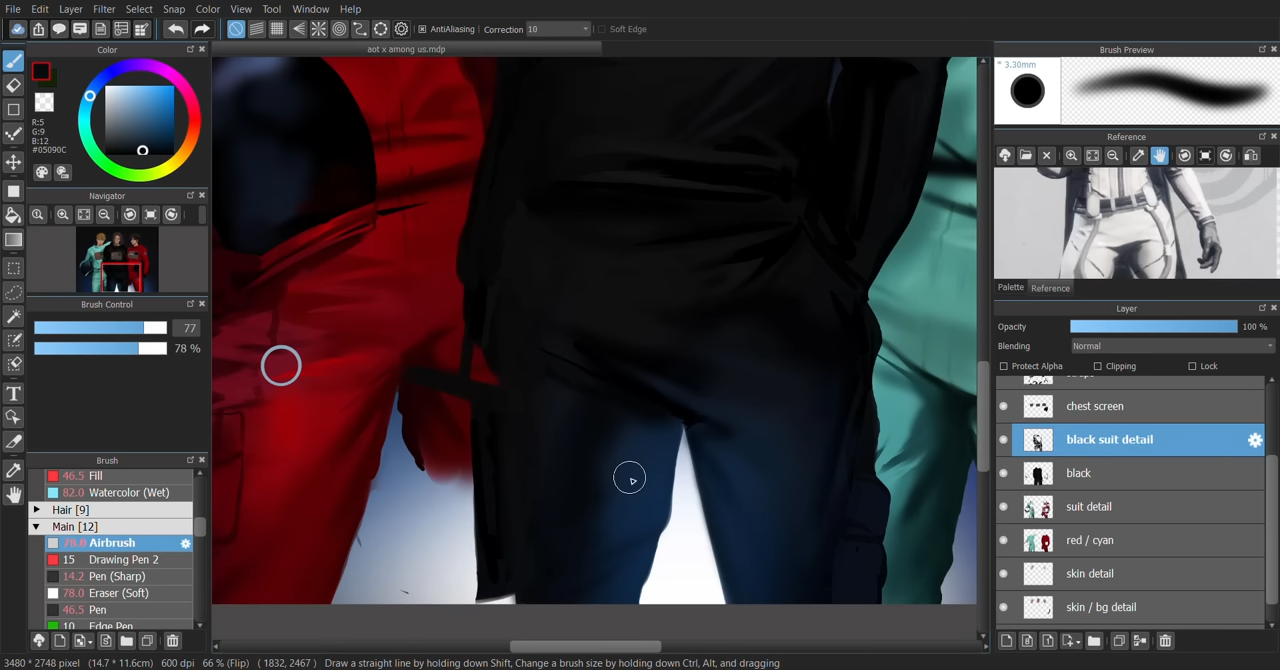 File Edit Layer Filter Select Snap Color View Tool Window Help
AntiAliasing Correction 10 Soft Edge
Color
aot x among us.mdp
Brush Preview
* 3.30mm
R:5
G:9
B:12
#05090C
Reference
Navigator
Palette Reference
Brush Control
77
78 %
Layer
Opacity 100 %
Blending Normal
Protect Alpha Clipping Lock
chest screen
black suit detail
black
suit detail
red / cyan
skin detail
skin / bg detail
Brush
46.5 Fill
82.0 Watercolor (Wet)
Hair [9]
Main [12]
78.0 Airbrush
15 Drawing Pen 2
14.2 Pen (Sharp)
78.0 Eraser (Soft)
46.5 Pen
10 Edge Pen
3480 * 2748 pixel (14.7 * 11.6cm) 600 dpi 66 % (Flip) ( 1832, 2467 ) Draw a straight line by holding down Shift, Change a brush size by holding down Ctrl, Alt, and dragging